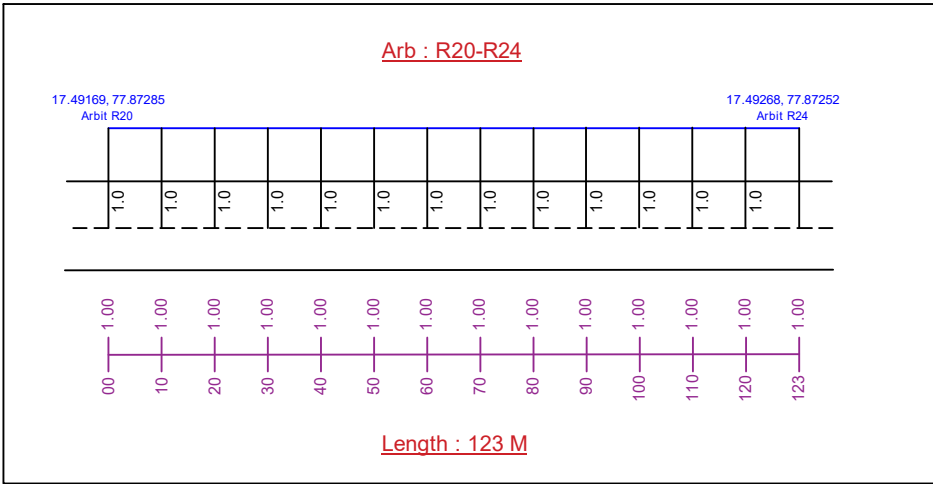 Arb : R20-R24
17.49169, 77.87285
Arbit R20
17.49268, 77.87252
Arbit R24
1.0 1.0 1.0 1.0 1.0 1.0 1.0 1.0 1.0 1.0 1.0 1.0 1.0
1.00 1.00 1.00 1.00 1.00 1.00 1.00 1.00 1.00 1.00 1.00 1.00 1.00 1.00
00 10 20 30 40 50 60 70 80 90 100 110 120 123
Length : 123 M